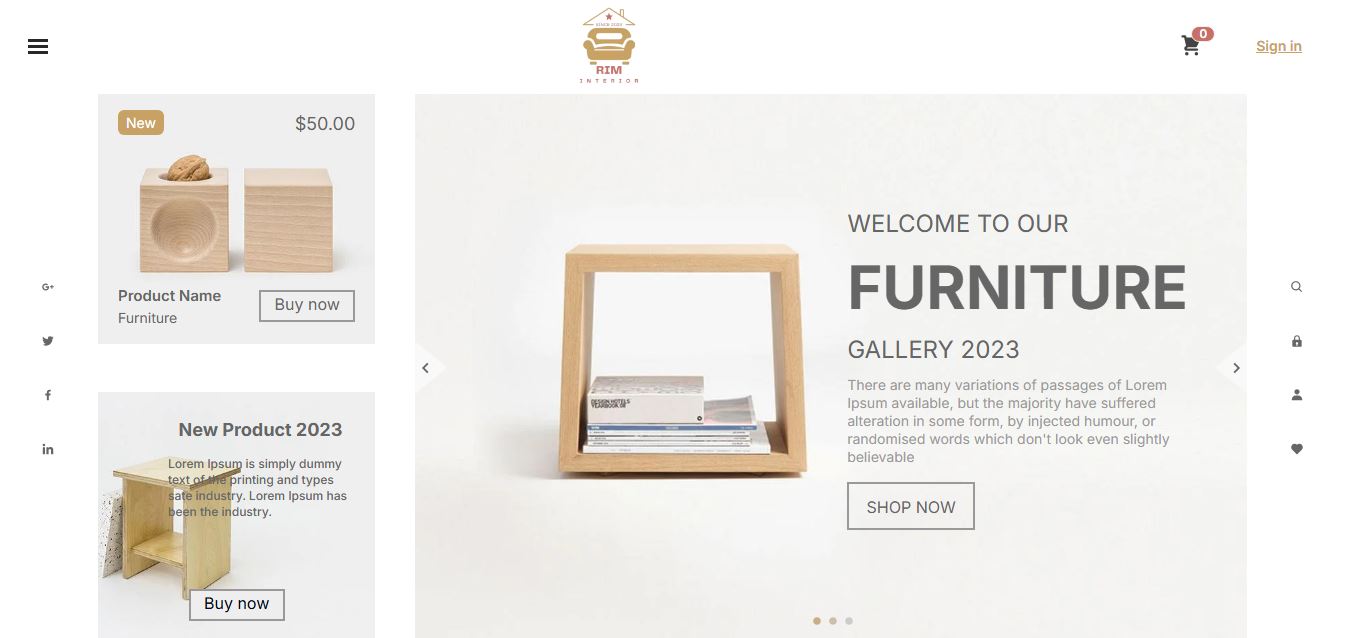 SINCE 2023
RIM
INTERIOR
0
Sign in
New
$50.00
Product Name
Furniture
Buy now
New Product 2023
Lorem Ipsum is simply dummy
text of the printing and types
sate industry. Lorem Ipsum has
been the industry.
Buy now
WELCOME TO OUR
FURNITURE
GALLERY 2023
There are many variations of passages of Lorem
Ipsum available, but the majority have suffered
alteration in some form, by injected humour, or
randomised words which don't look even slightly
believable
SHOP NOW
DESIGN HOTELS
YEARBOOK 08
G+
f
in